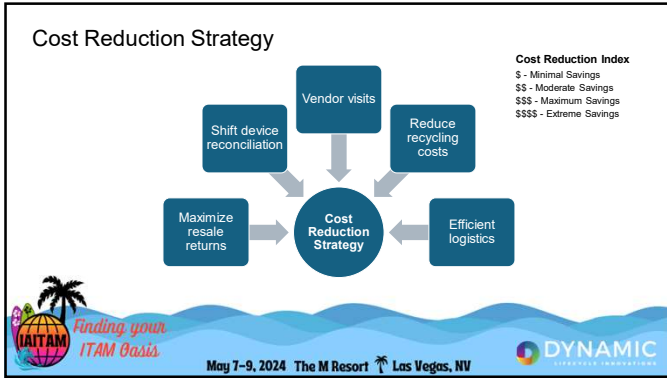 Cost Reduction Strategy
Cost Reduction Index
$ - Minimal Savings
$$ - Moderate Savings
$$$ - Maximum Savings
$$$$ - Extreme Savings
Vendor visits
Shift device
reconciliation
Reduce
recycling
costs
Maximize
resale
returns
Cost
Reduction
Strategy
Efficient
logistics
IAITAM
Finding your
ITAM Oasis
May 7-9, 2024 The M Resort Las Vegas, NV
DYNAMIC
LIFECYCLE INNOVATIONS